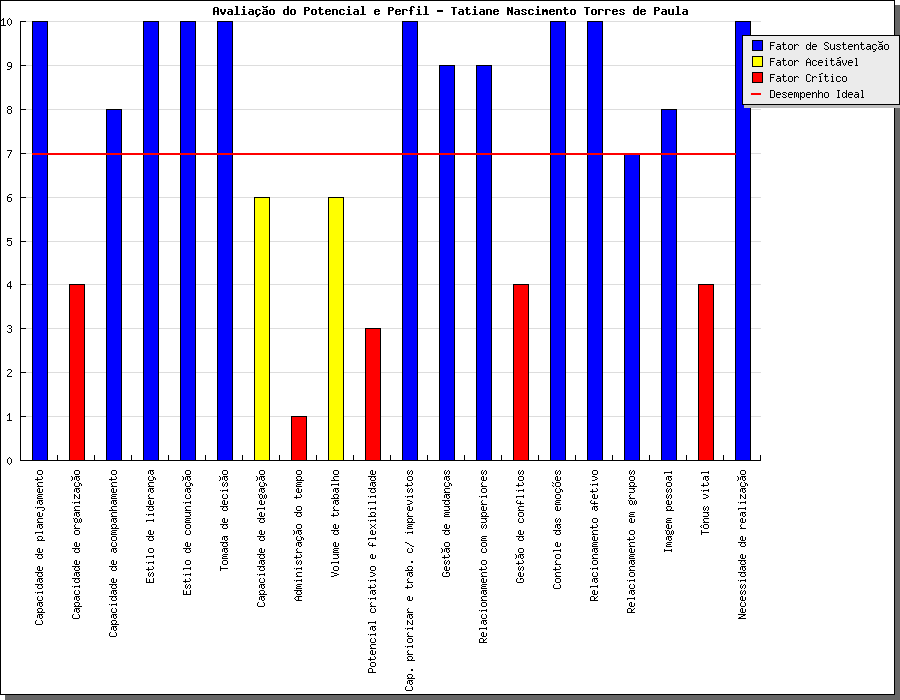 Avaliação do Potencial e Perfil - Tatiane Nascimento Torres de Paula
10
9
8
7
6
5
4
3
2
1
0
Fator de Sustentação
Fator Aceitável
Fator Crítico
Desempenho Ideal
Capacidade de planejamento
Capacidade de organização
Capacidade de acompanhamento
Estilo de liderança
Estilo de comunicação
Tomada de decisão
Capacidade de delegação
Administração do tempo
Volume de trabalho
Potencial criativo e flexibilidade
Cap. priorizar e trab. c/ imprevistos
Gestão de mudanças
Relacionamento com superiores
Gestão de conflitos
Controle das emoções
Relacionamento afetivo
Relacionamento em grupos
Imagem pessoal
Tônus vital
Necessidade de realização